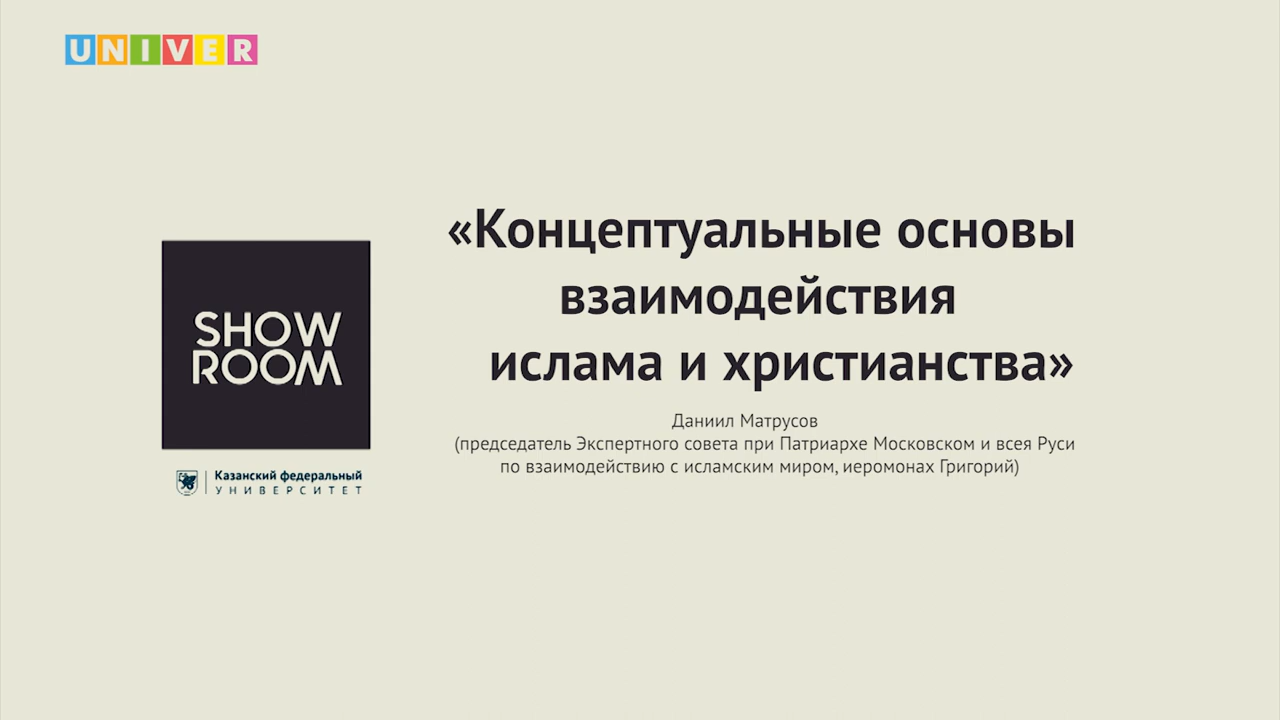 UNIVER
«Концептуальные основы
взаимодействия
ислама и христианства»
SHOW
ROOM
Даниил Матрусов
(председатель Экспертного совета при Патриархе Московском и всея Руси
по взаимодействию с исламским миром, иеромонах Григорий)
Казанский федеральный
УНИВЕРСИТЕТ